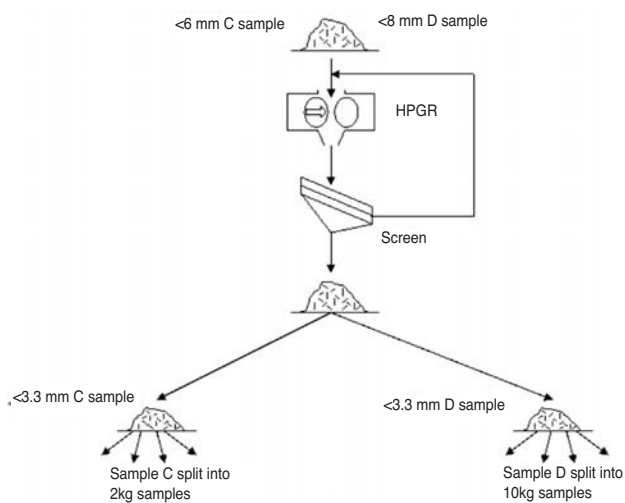 <6 mm C sample
<8 mm D sample
HPGR
Screen
<3.3 mm C sample
<3.3 mm D sample
Sample C split into
2kg samples
Sample D split into
10kg samples